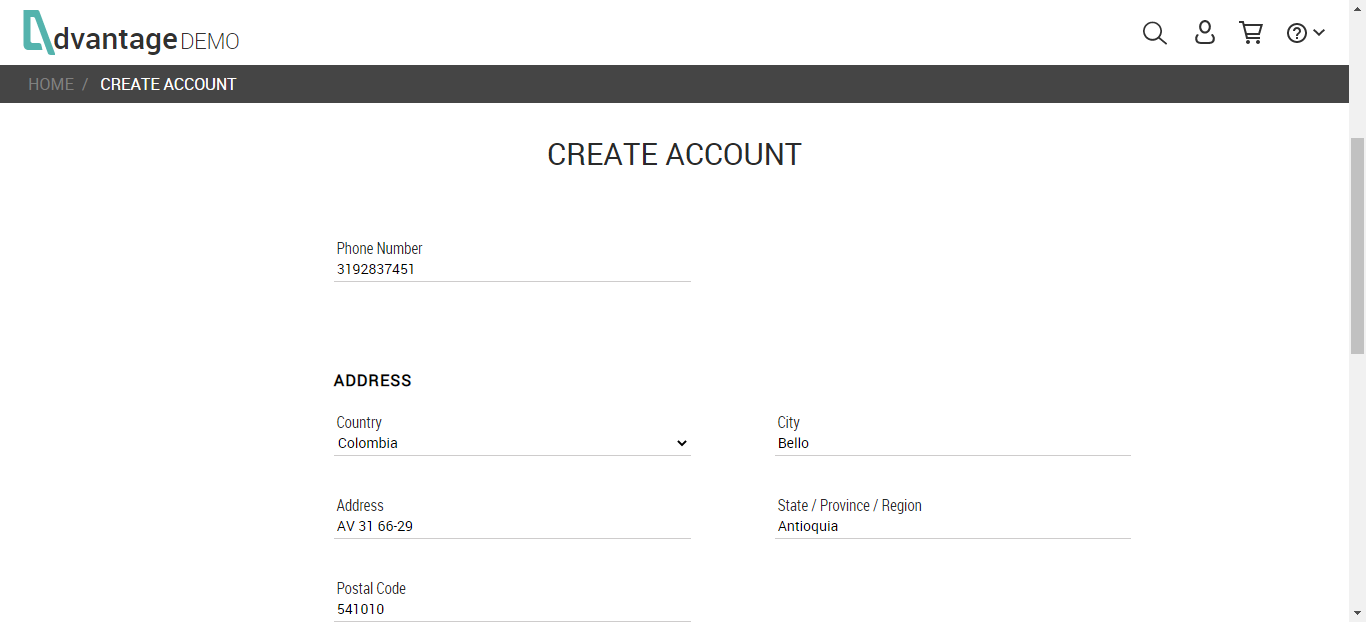 dvantage DEMO
HOME / CREATE ACCOUNT
CREATE ACCOUNT
Phone Number
3192837451
ADDRESS
Country
Colombia
City
Bello
Address
AV 31 66-29
State / Province / Region
Antioquia
Postal Code
541010